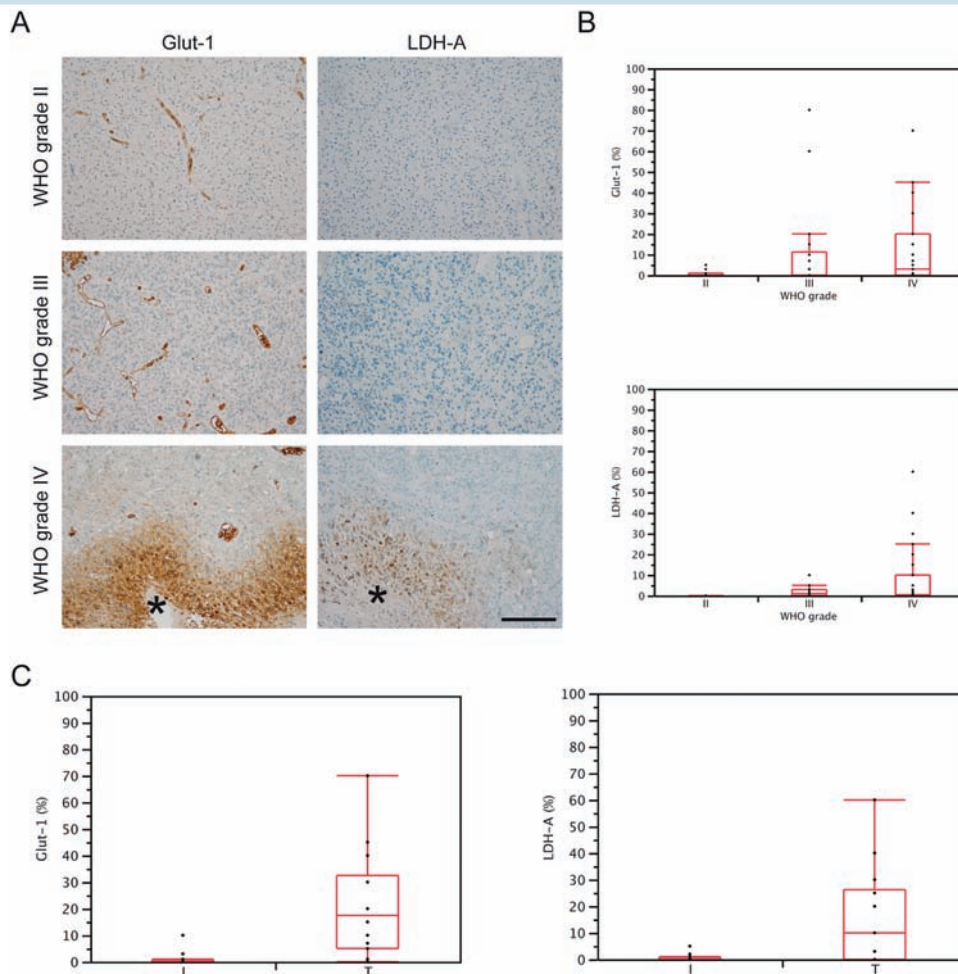 A
Glut-1
LDH-A
WHO grade II
WHO grade III
WHO grade IV
*
*
B
100
90
80
70
60
50
40
30
20
10
0
Glut-1 (%)
II
III
IV
WHO grade
100
90
80
70
60
50
40
30
20
10
0
LDH-A (%)
II
III
IV
WHO grade
C
100
90
80
70
60
50
40
30
20
10
0
Glut-1 (%)
I
T
100
90
80
70
60
50
40
30
20
10
0
LDH-A (%)
I
T